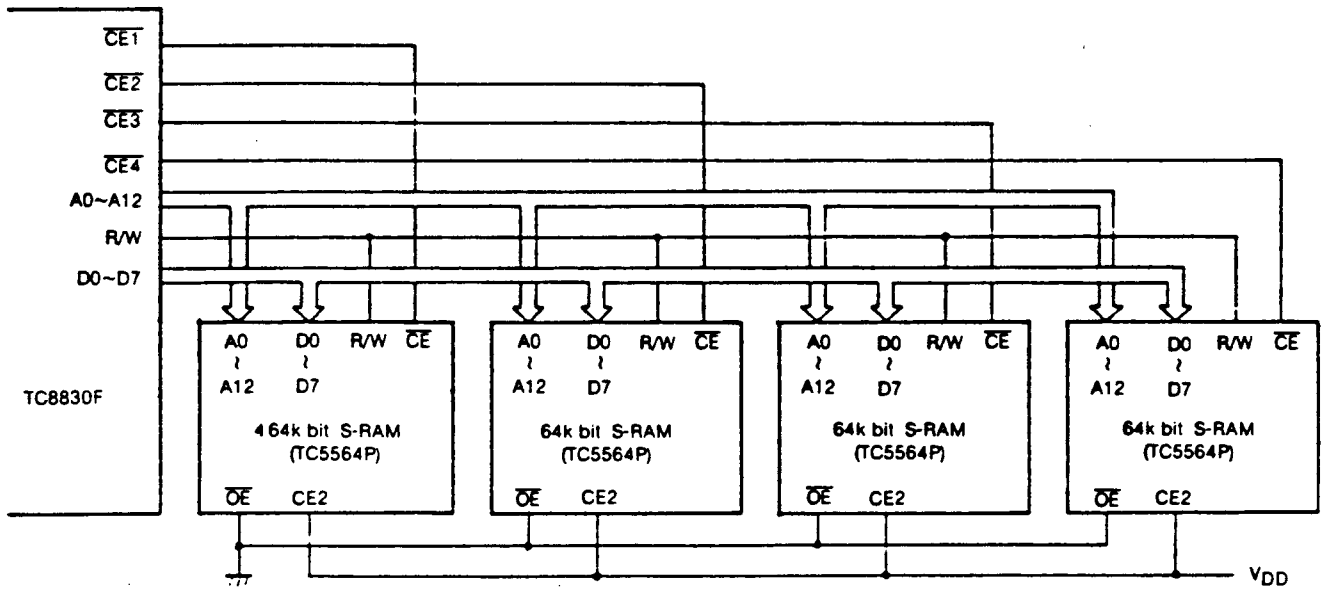 CE1
CE2
CE3
CE4
A0~A12
R/W
D0~D7
TC8830F
A0 D0 R/W CE
~ ~
A12 D7
4 64k bit S-RAM
(TC5564P)
OE CE2
A0 D0 R/W CE
~ ~
A12 D7
64k bit S-RAM
(TC5564P)
OE CE2
A0 D0 R/W CE
~ ~
A12 D7
64k bit S-RAM
(TC5564P)
OE CE2
A0 D0 R/W CE
~ ~
A12 D7
64k bit S-RAM
(TC5564P)
OE CE2
VDD